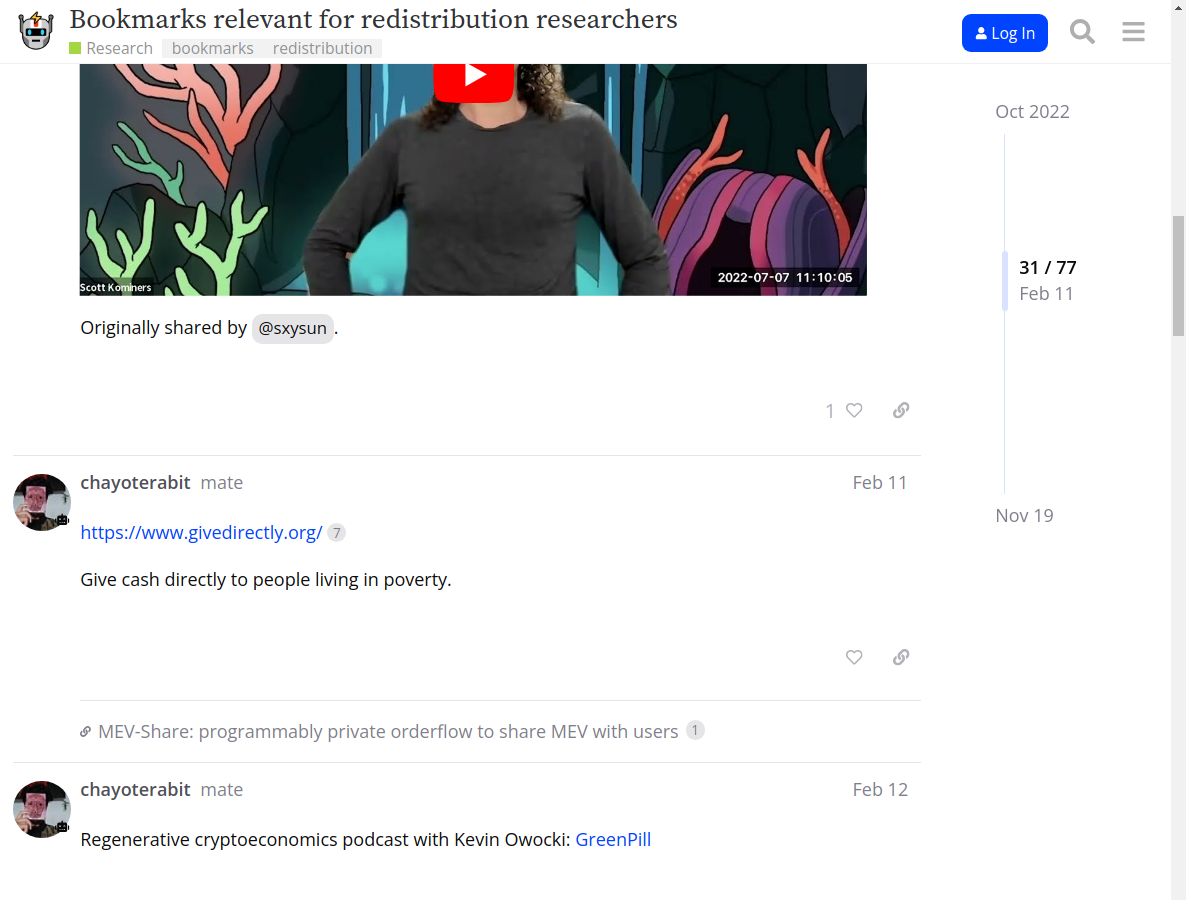 Bookmarks relevant for redistribution researchers
Research bookmarks redistribution
Log In
Scott Kominers
2022-07-07 11:10:05
Originally shared by @sxysun.
1
chayoterabit mate Feb 11
https://www.givedirectly.org/ 7
Give cash directly to people living in poverty.
MEV-Share: programmably private orderflow to share MEV with users 1
chayoterabit mate Feb 12
Regenerative cryptoeconomics podcast with Kevin Owocki: GreenPill
Oct 2022
31 / 77
Feb 11
Nov 19